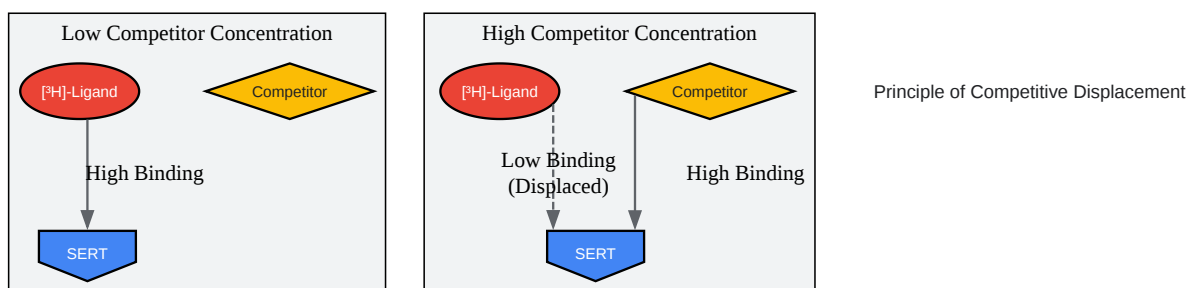 Low Competitor Concentration
[³H]-Ligand
Competitor
High Binding
SERT
High Competitor Concentration
[³H]-Ligand
Competitor
Low Binding
(Displaced)
High Binding
SERT
Principle of Competitive Displacement